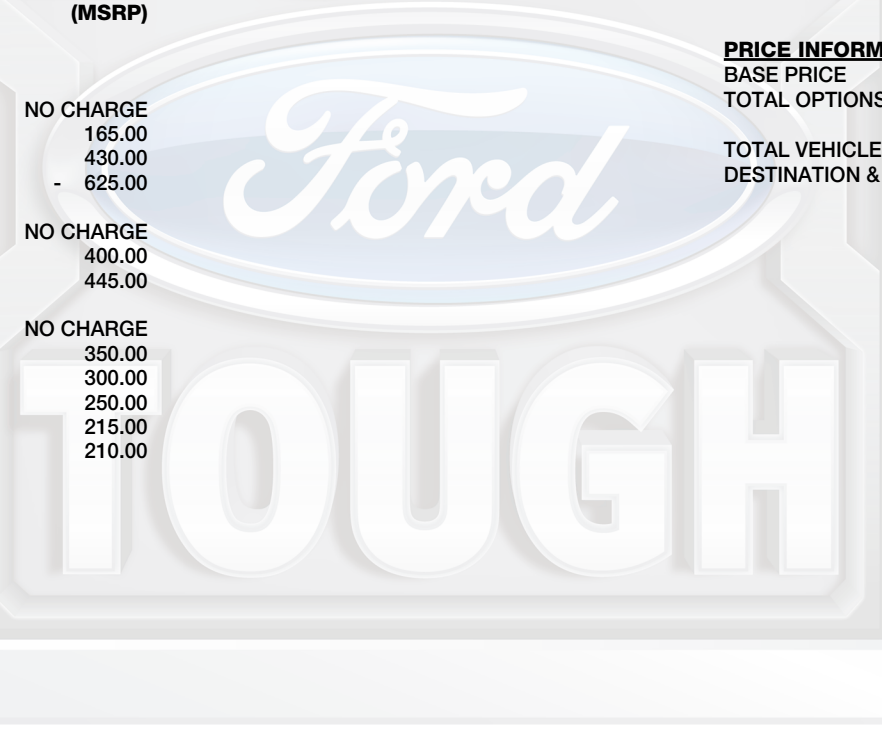 (MSRP)
NO CHARGE
165.00
430.00
- 625.00
NO CHARGE
400.00
445.00
NO CHARGE
350.00
300.00
250.00
215.00
210.00
PRICE INFORM
BASE PRICE
TOTAL OPTIONS
TOTAL VEHICLE
DESTINATION &
Ford
TOUGH